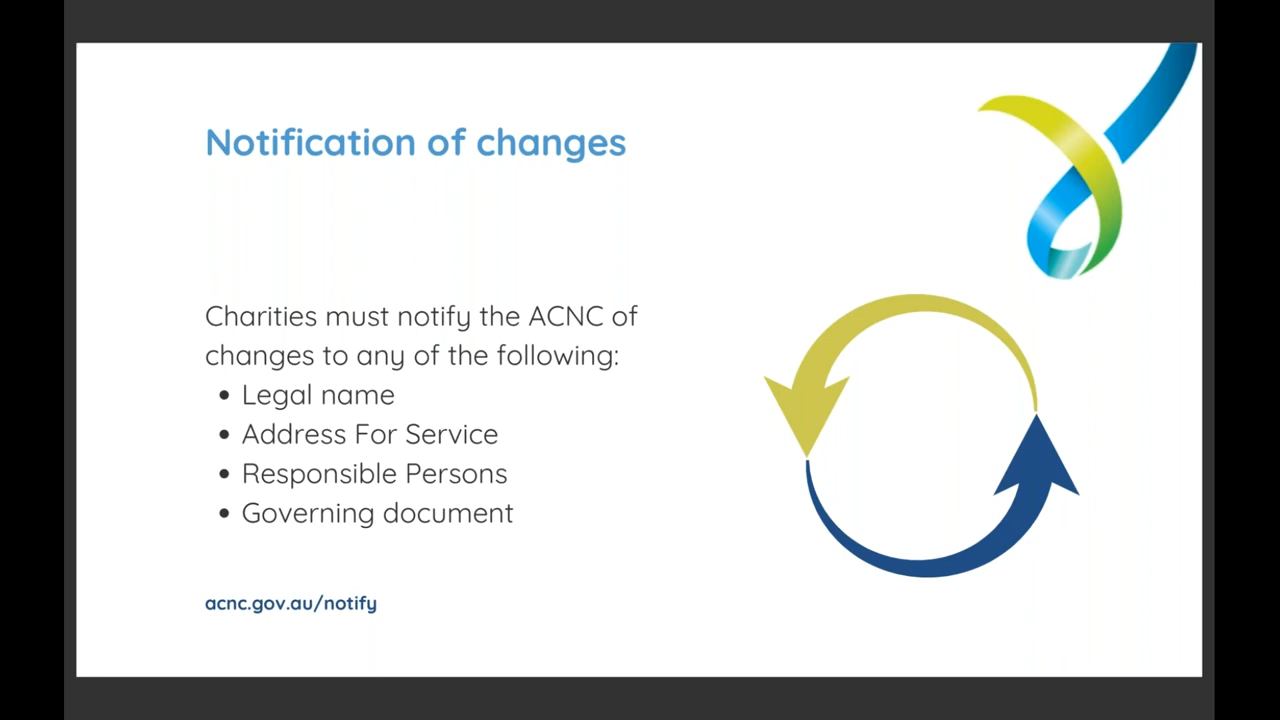 Notification of changes
Charities must notify the ACNC of
changes to any of the following:
• Legal name
• Address For Service
• Responsible Persons
• Governing document
acnc.gov.au/notify